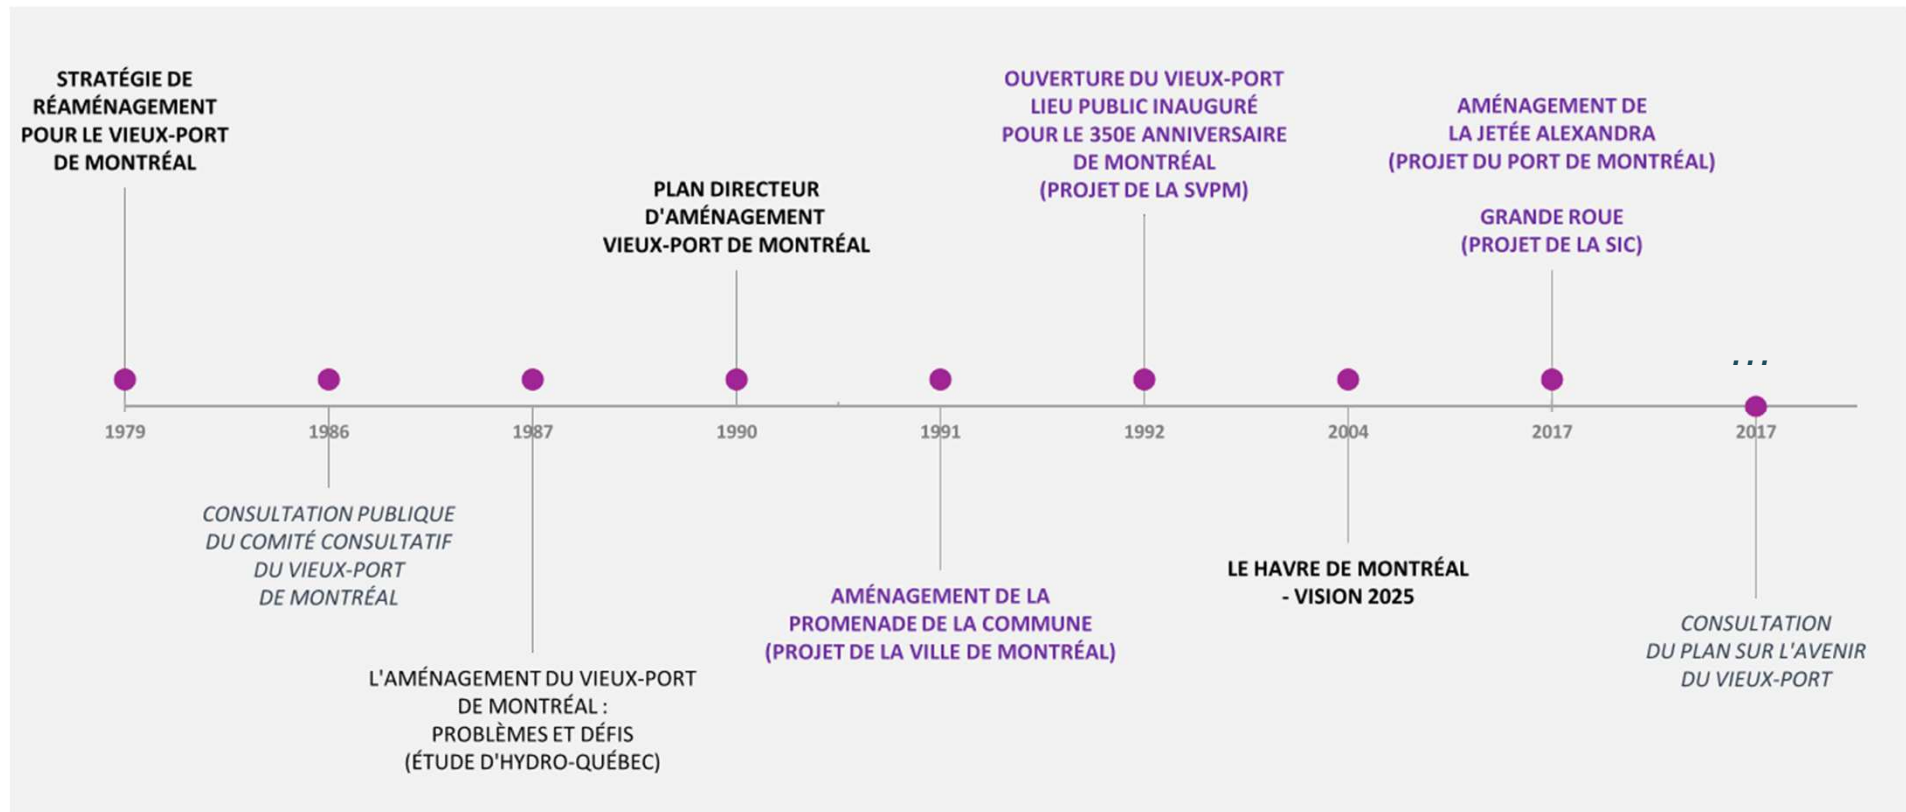 STRATÉGIE DE
RÉAMÉNAGEMENT
POUR LE VIEUX-PORT
DE MONTRÉAL
PLAN DIRECTEUR
D'AMÉNAGEMENT
VIEUX-PORT DE MONTRÉAL
OUVERTURE DU VIEUX-PORT
LIEU PUBLIC INAUGURÉ
POUR LE 350E ANNIVERSAIRE
DE MONTRÉAL
(PROJET DE LA SVPM)
AMÉNAGEMENT DE
LA JETÉE ALEXANDRA
(PROJET DU PORT DE MONTRÉAL)
GRANDE ROUE
(PROJET DE LA SIC)
...
1979 1986 1987 1990 1991 1992 2004 2017 2017
CONSULTATION PUBLIQUE
DU COMITÉ CONSULTATIF
DU VIEUX-PORT
DE MONTRÉAL
L'AMÉNAGEMENT DU VIEUX-PORT
DE MONTRÉAL :
PROBLÈMES ET DÉFIS
(ÉTUDE D'HYDRO-QUÉBEC)
AMÉNAGEMENT DE LA
PROMENADE DE LA COMMUNE
(PROJET DE LA VILLE DE MONTRÉAL)
LE HAVRE DE MONTRÉAL
- VISION 2025
CONSULTATION
DU PLAN SUR L'AVENIR
DU VIEUX-PORT